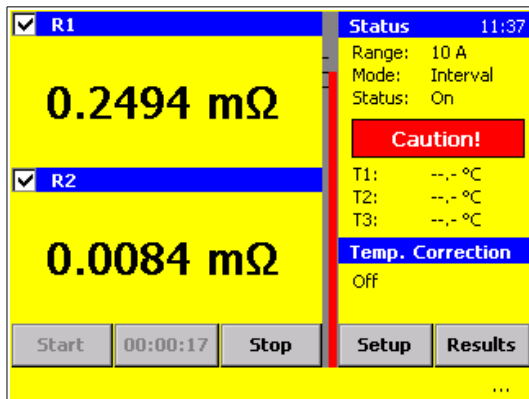 R1
0.2494 mΩ
R2
0.0084 mΩ
Start 00:00:17 Stop
Status 11:37
Range: 10 A
Mode: Interval
Status: On
Caution!
T1: --,- °C
T2: --,- °C
T3: --,- °C
Temp. Correction
Off
Setup Results
...